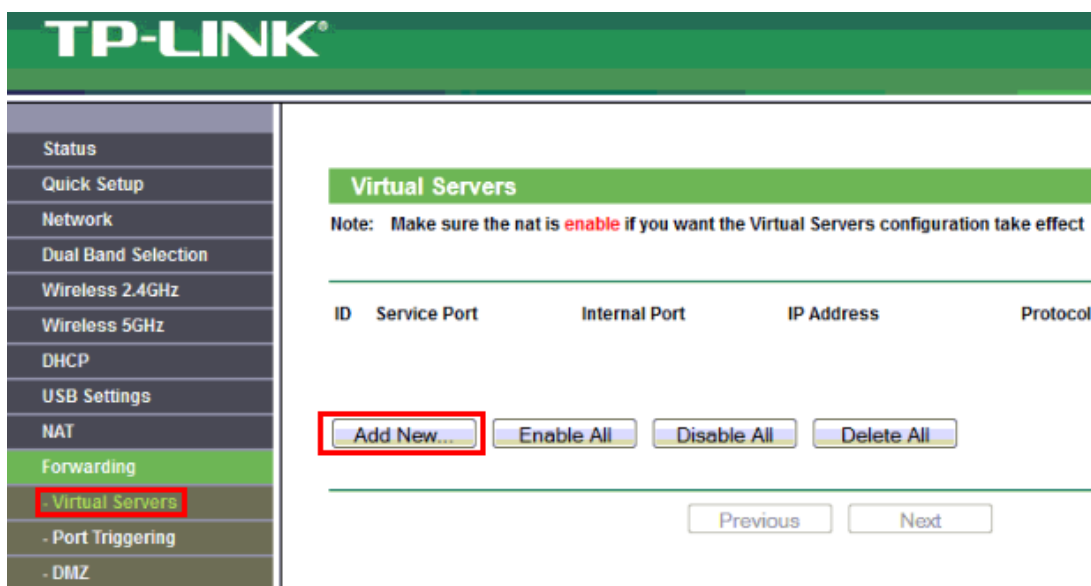 TP-LINK®
Status
Quick Setup
Network
Dual Band Selection
Wireless 2.4GHz
Wireless 5GHz
DHCP
USB Settings
NAT
Forwarding
- Virtual Servers
- Port Triggering
- DMZ
Virtual Servers
Note: Make sure the nat is enable if you want the Virtual Servers configuration take effect
ID Service Port Internal Port IP Address Protocol
Add New... Enable All Disable All Delete All
Previous Next